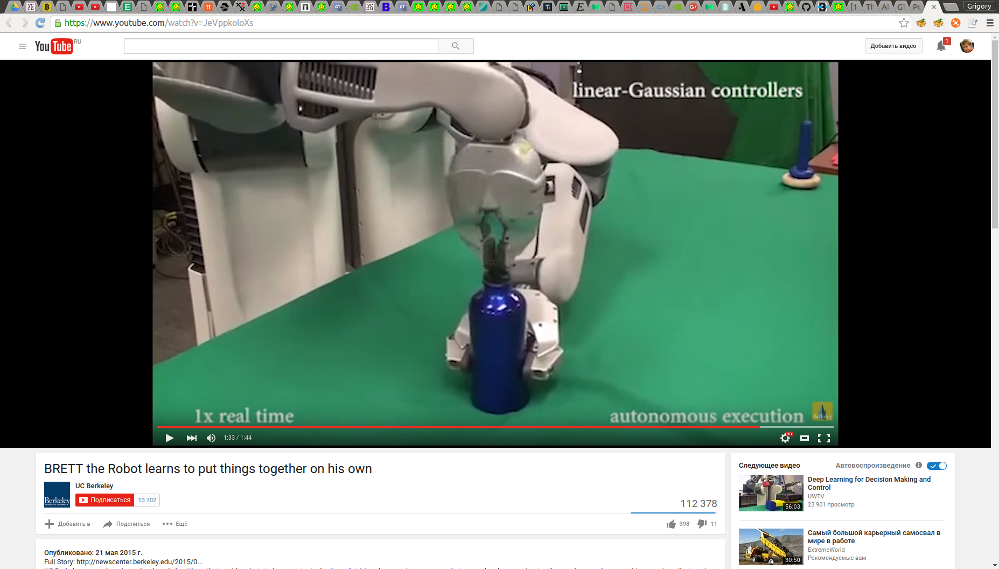 Grigory
https://www.youtube.com/watch?v=JeVppkoloXs
YouTube RU
Добавить видео
1
linear-Gaussian controllers
1x real time
autonomous execution
Berkeley
1:33 / 1:44
HD
BRETT the Robot learns to put things together on his own
Berkeley
UC Berkeley
Подписаться 13 702
112 378
Добавить в Поделиться Ещё
398 11
Опубликовано: 21 мая 2015 г.
Full Story: http://newscenter.berkeley.edu/2015/0...
Следующее видео Автовоспроизведение
Deep Learning for Decision Making and
Control
UWTV
23 901 просмотр
56:03
Самый большой карьерный самосвал в
мире в работе
ExtremeWorld
Рекомендуемые вам
30:50